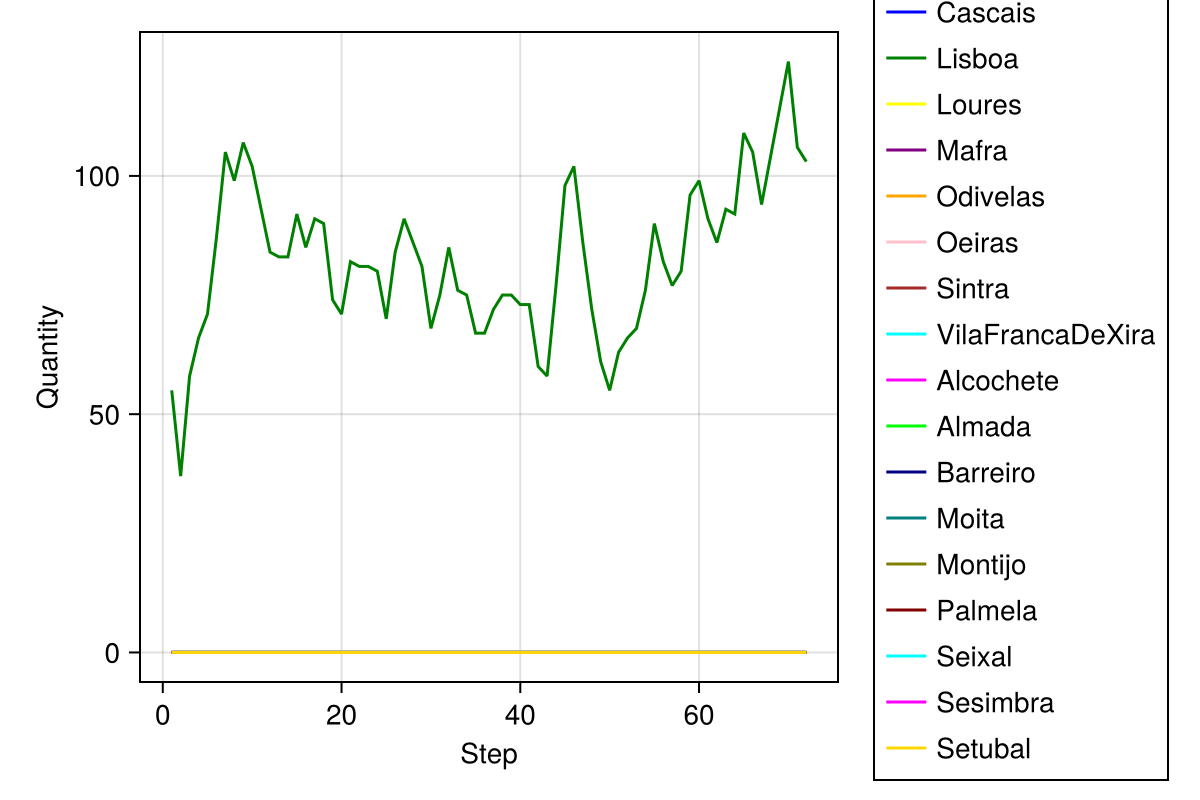 Cascais
Lisboa
Loures
Mafra
Odivelas
Oeiras
Sintra
VilaFrancaDeXira
Alcochete
Almada
Barreiro
Moita
Montijo
Palmela
Seixal
Sesimbra
Setubal
Quantity
100
50
0
0 20 40 60
Step